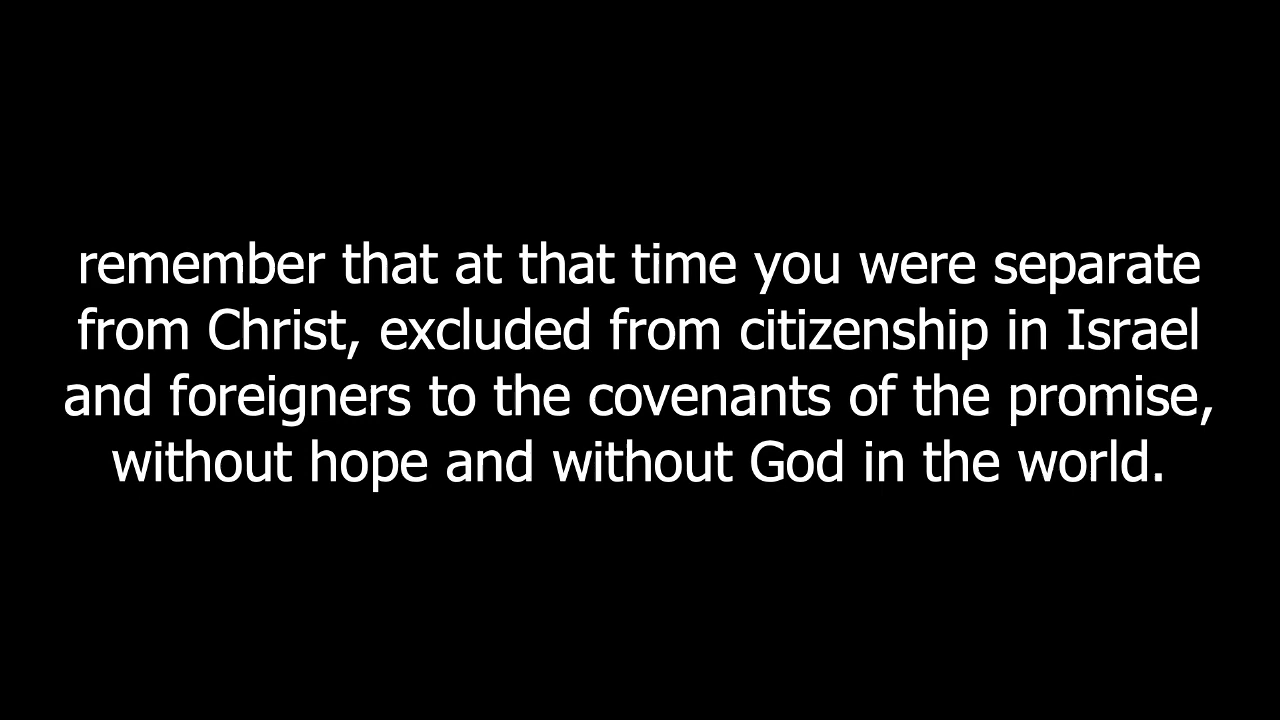 remember that at that time you were separate
from Christ, excluded from citizenship in Israel
and foreigners to the covenants of the promise,
without hope and without God in the world.